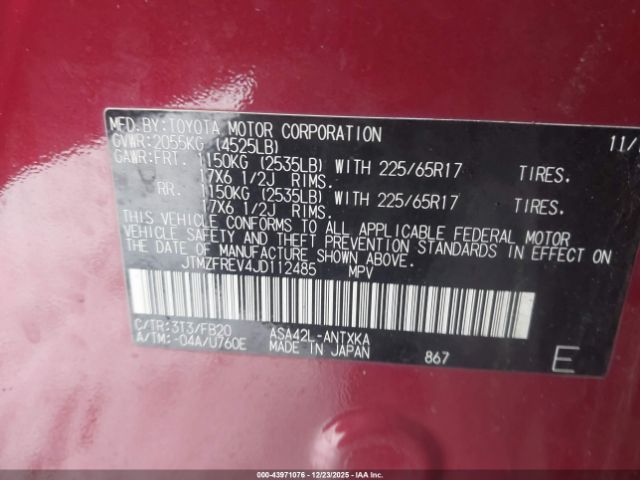 MFD.BY:TOYOTA MOTOR CORPORATION 11/
GVWR:2055KG (4525LB)
GAWR:FRT. 1150KG (2535LB) WITH 225/65R17 TIRES.
17X6 1/2J RIMS.
RR. 1150KG (2535LB) WITH 225/65R17 TIRES.
17X6 1/2J RIMS.
THIS VEHICLE CONFORMS TO ALL APPLICABLE FEDERAL MOTOR
VEHICLE SAFETY AND THEFT PREVENTION STANDARDS IN EFFECT ON
THE DATE OF MANUFACTURE SHOWN ABOVE.
JTMZFREV4JD112485 MPV
C/TR:3T3/FB20 ASA42L-ANTXKA
A/TM:-04A/U760E MADE IN JAPAN 867 E
000-43971076 • 12/23/2025 • IAAI.com